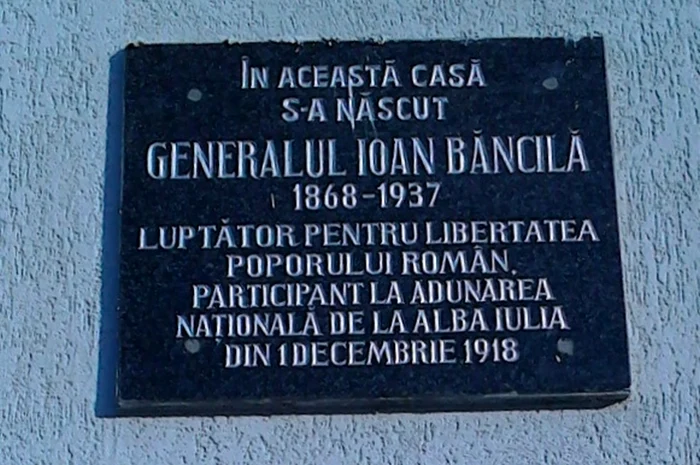 ÎN ACEASTĂ CASĂ
S-A NĂSCUT
GENERALUL IOAN BĂNCILĂ
1868-1937
LUPTĂTOR PENTRU LIBERTATEA
POPORULUI ROMÂN.
PARTICIPANT LA ADUNAREA
NAȚIONALĂ DE LA ALBA IULIA
DIN 1 DECEMBRIE 1918